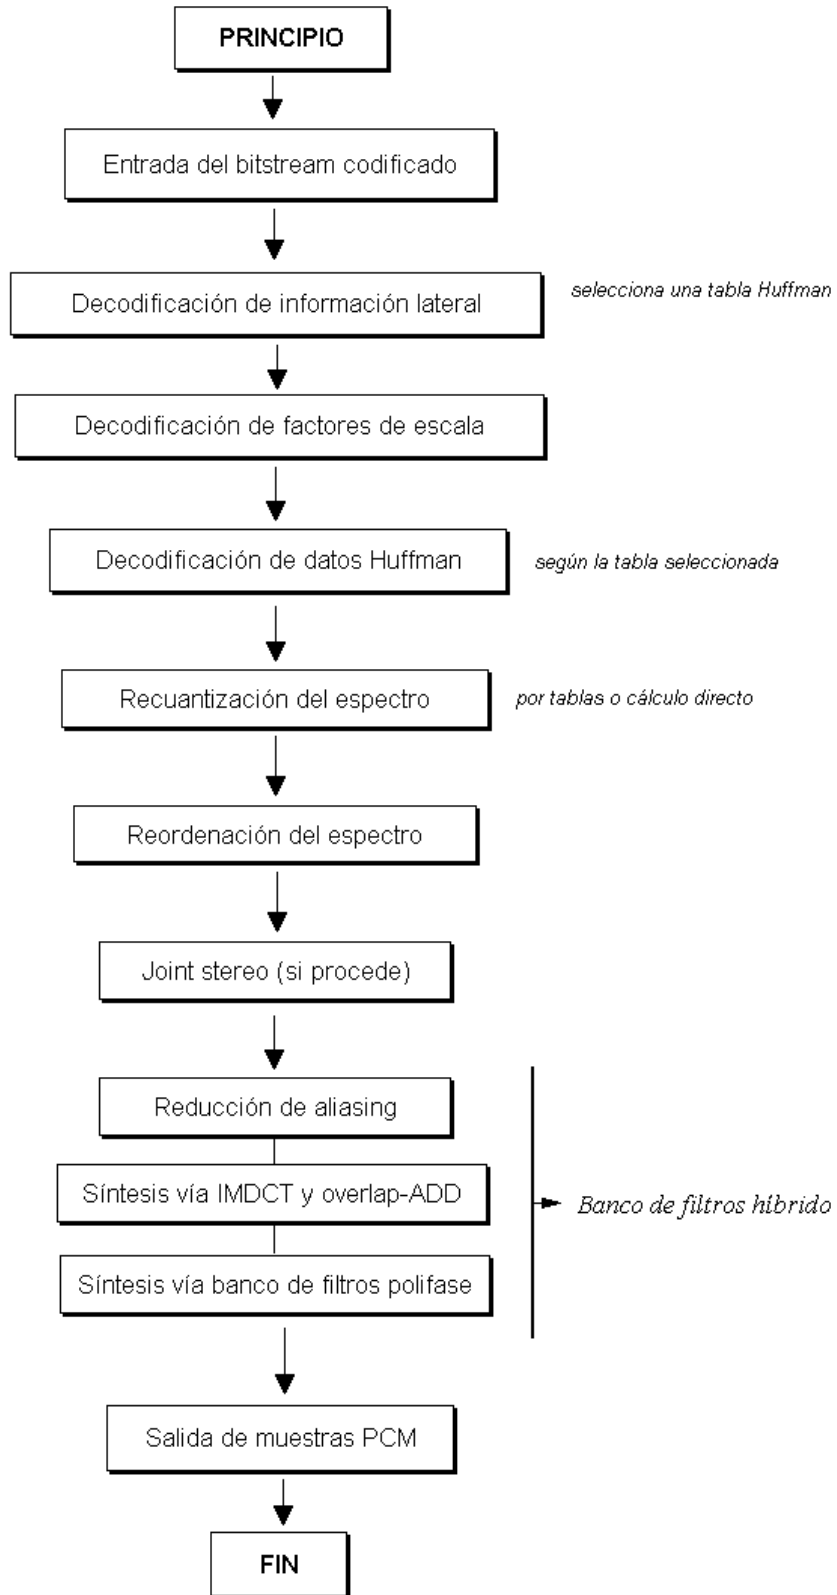 PRINCIPIO
Entrada del bitstream codificado
Decodificación de información lateral
selecciona una tabla Huffman
Decodificación de factores de escala
Decodificación de datos Huffman
según la tabla seleccionada
Recuantización del espectro
por tablas o cálculo directo
Reordenación del espectro
Joint stereo (si procede)
Reducción de aliasing
Síntesis vía IMDCT y overlap-ADD
Banco de filtros híbrido
Síntesis vía banco de filtros polifase
Salida de muestras PCM
FIN